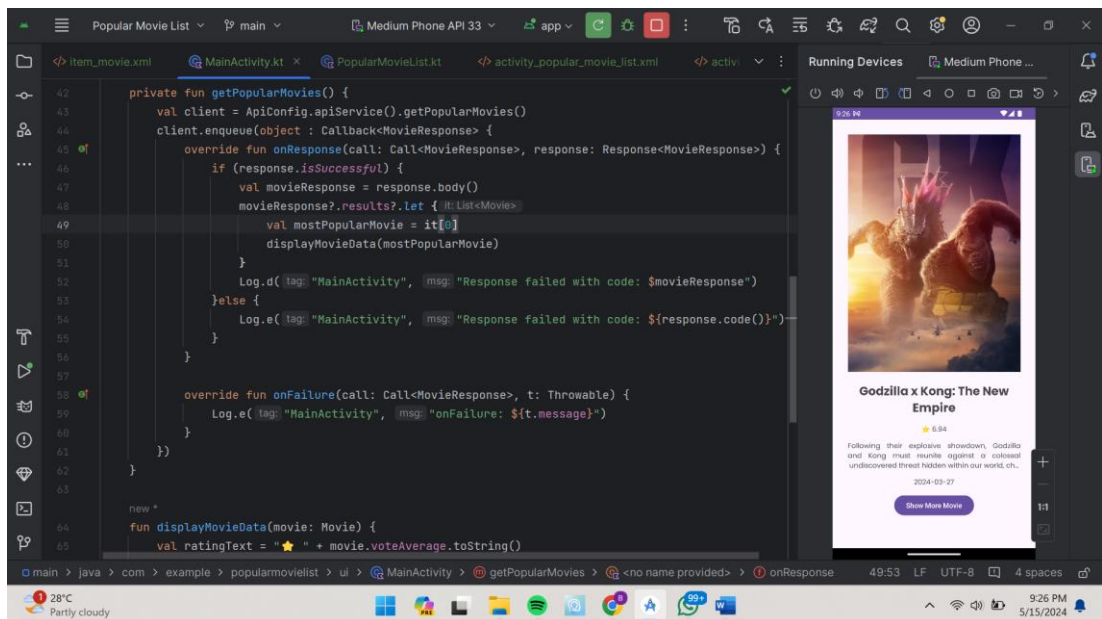 Popular Movie List
main
Medium Phone API 33
app
item_movie.xml
MainActivity.kt
PopularMovieList.kt
activity_popular_movie_list.xml
activi
Running Devices
Medium Phone ...
42 private fun getPopularMovies() {
43 val client = ApiConfig.apiService().getPopularMovies()
44 client.enqueue(object : Callback<MovieResponse> {
45 override fun onResponse(call: Call<MovieResponse>, response: Response<MovieResponse>) {
46 if (response.isSuccessful) {
47 val movieResponse = response.body()
48 movieResponse?.results?.let { it: List<Movie>
49 val mostPopularMovie = it[0]
50 displayMovieData(mostPopularMovie)
51 }
52 Log.d( tag: "MainActivity", msg: "Response failed with code: $movieResponse")
53 }else {
54 Log.e( tag: "MainActivity", msg: "Response failed with code: ${response.code()}")
55 }
56 }
57
58 override fun onFailure(call: Call<MovieResponse>, t: Throwable) {
59 Log.e( tag: "MainActivity", msg: "onFailure: ${t.message}")
60 }
61 })
62 }
63
new *
64 fun displayMovieData(movie: Movie) {
65 val ratingText = "⭐ " + movie.voteAverage.toString()
9:26
Godzilla x Kong: The New
Empire
⭐ 6.94
Following their explosive showdown, Godzilla
and Kong must reunite against a colossal
undiscovered threat hidden within our world, ch...
2024-03-27
Show More Movie
1:1
main > java > com > example > popularmovielist > ui > MainActivity > getPopularMovies > <no name provided> > onResponse
49:53 LF UTF-8 4 spaces
1
28°C
Partly cloudy
PRE
99+
9:26 PM
5/15/2024